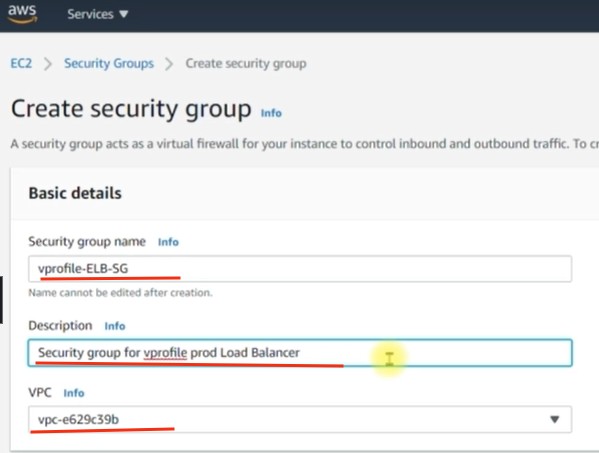 aws
Services ▼
EC2 > Security Groups > Create security group
Create security group Info
A security group acts as a virtual firewall for your instance to control inbound and outbound traffic. To cr
Basic details
Security group name Info
vprofile-ELB-SG
Name cannot be edited after creation.
Description Info
Security group for vprofile prod Load Balancer
VPC Info
vpc-e629c39b